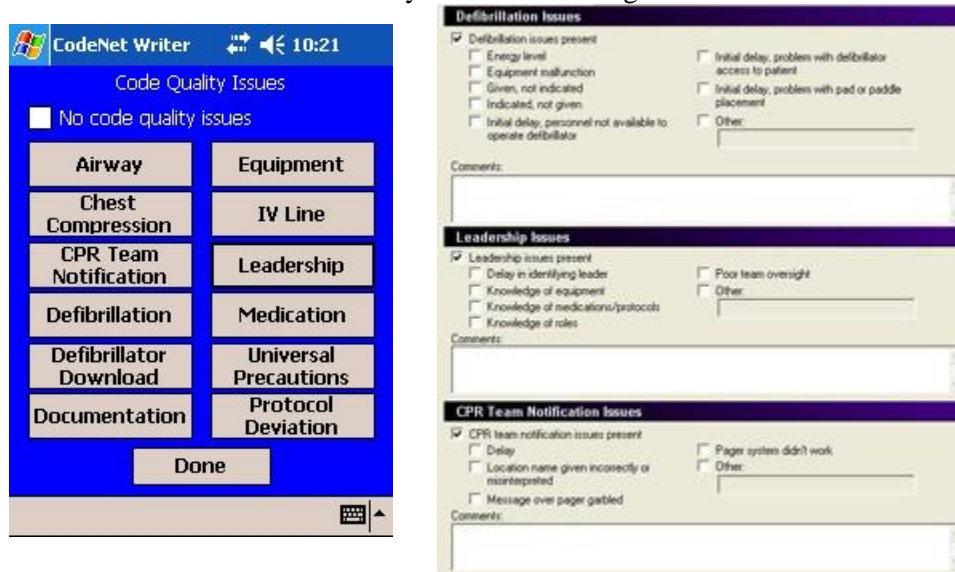 CodeNet Writer 10:21
Code Quality Issues
No code quality issues
Airway
Equipment
Chest
Compression
IV Line
CPR Team
Notification
Leadership
Defibrillation
Medication
Defibrillator
Download
Universal
Precautions
Documentation
Protocol
Deviation
Done
Defibrillation Issues
Defibrillation issues present
Energy level
Equipment malfunction
Given, not indicated
Indicated, not given
Initial delay, personnel not available to
operate defibrillator
Initial delay, problem with defibrillator
access to patient
Initial delay, problem with pad or paddle
placement
Other:
Comments:
Leadership Issues
Leadership issues present
Delay in identifying leader
Knowledge of equipment
Knowledge of medications/protocols
Knowledge of roles
Poor team oversight
Other:
Comments:
CPR Team Notification Issues
CPR team notification issues present
Delay
Location name given incorrectly or
misinterpreted
Message over pager garbled
Pager system didn't work
Other:
Comments: